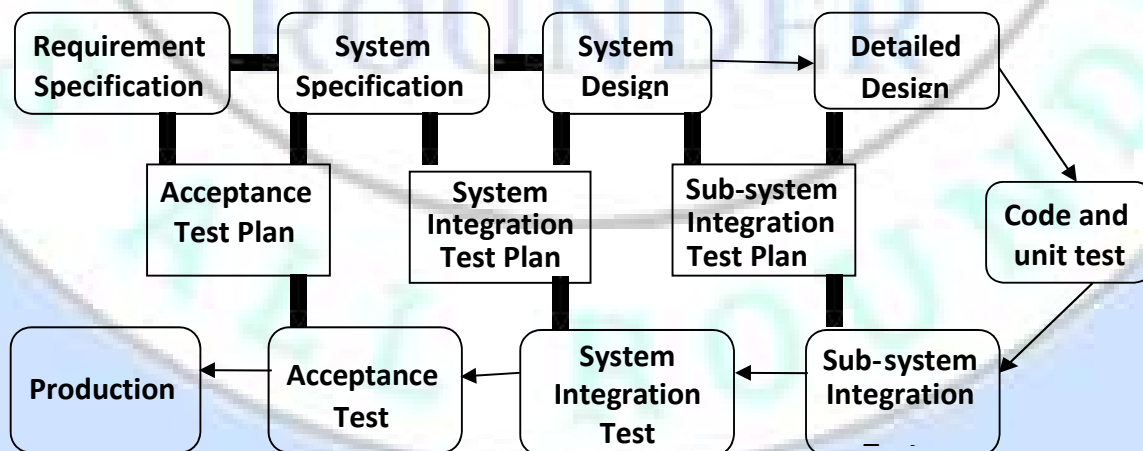 Requirement
Specification
System
Specification
System
Design
Detailed
Design
Acceptance
Test Plan
System
Integration
Test Plan
Sub-system
Integration
Test Plan
Code and
unit test
Production
Acceptance
Test
System
Integration
Test
Sub-system
Integration